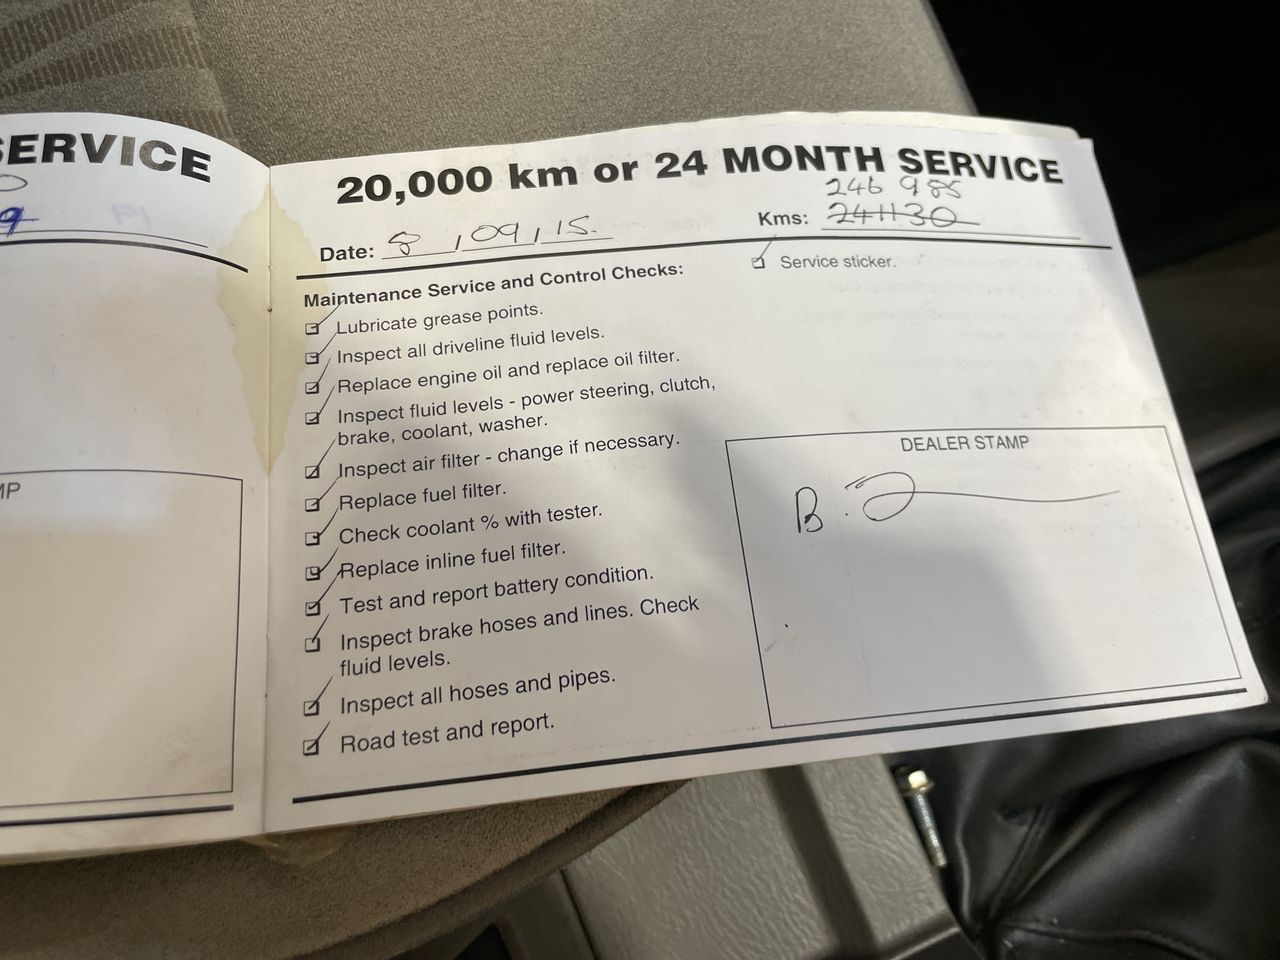 SERVICE
MP
20,000 km or 24 MONTH SERVICE
246 985
Date: 8 / 09 / 15.
Kms: 241130
Maintenance Service and Control Checks:
Lubricate grease points.
Inspect all driveline fluid levels.
Replace engine oil and replace oil filter.
Inspect fluid levels - power steering, clutch,
brake, coolant, washer.
Inspect air filter - change if necessary.
Replace fuel filter.
Check coolant % with tester.
Replace inline fuel filter.
Test and report battery condition.
Inspect brake hoses and lines. Check
fluid levels.
Inspect all hoses and pipes.
Road test and report.
Service sticker.
DEALER STAMP
B.